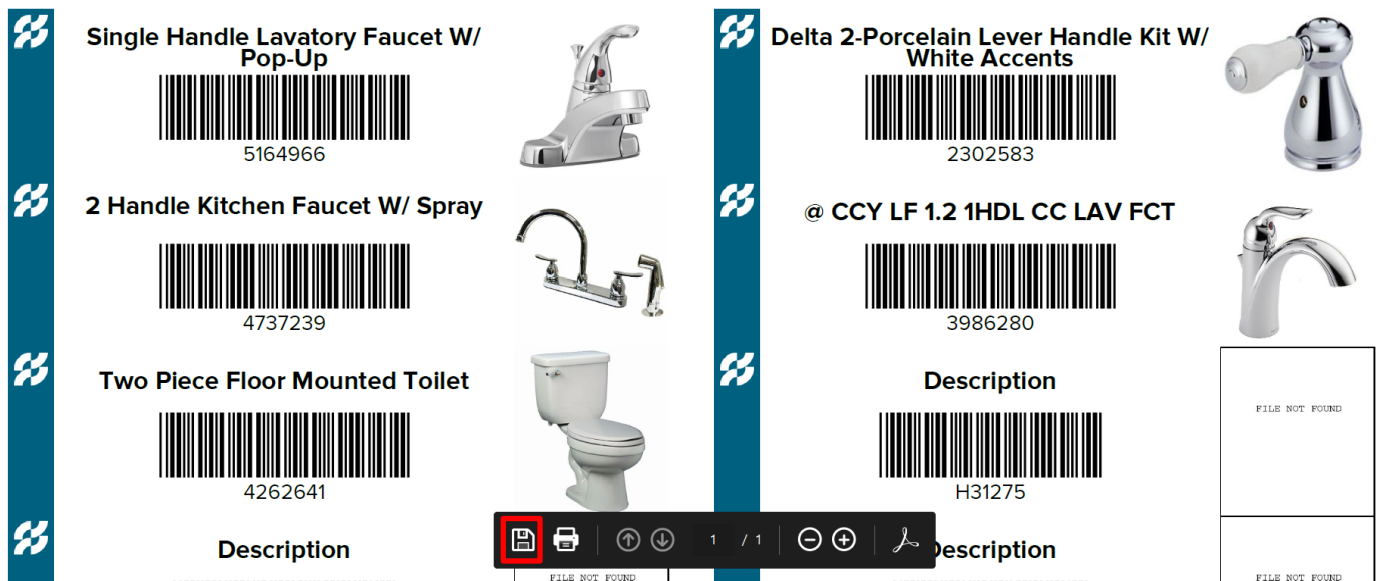 Single Handle Lavatory Faucet W/
Pop-Up
5164966
Delta 2-Porcelain Lever Handle Kit W/
White Accents
2302583
2 Handle Kitchen Faucet W/ Spray
4737239
@ CCY LF 1.2 1HDL CC LAV FCT
3986280
Two Piece Floor Mounted Toilet
4262641
Description
H31275
FILE NOT FOUND
Description
FILE NOT FOUND
Description
FILE NOT FOUND
1 / 1